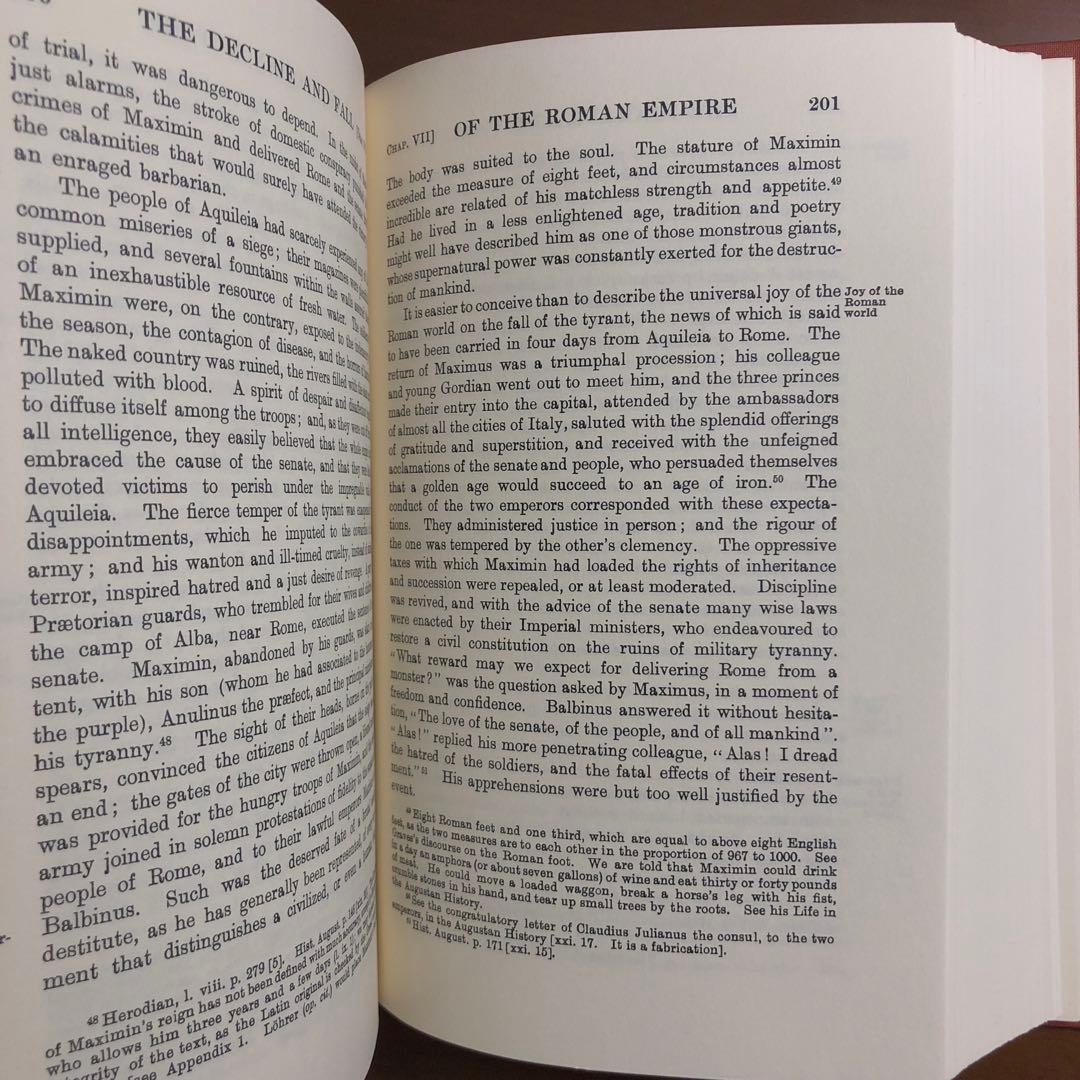 THE DECLINE AND FALL
of trial, it was dangerous to depend. In the
just alarms, the stroke of domestic conspiracy
crimes of Maximin and delivered Rome and the
the calamities that would surely have attended the
an enraged barbarian.
The people of Aquileia had scarcely experienced any of
common miseries of a siege; their magazines were
supplied, and several fountains within the walls
of an inexhaustible resource of fresh water. The
Maximin were, on the contrary, exposed to the
the season, the contagion of disease, and the horrors of
The naked country was ruined, the rivers filled with the
polluted with blood. A spirit of despair and
to diffuse itself among the troops; and, as they were
all intelligence, they easily believed that the whole
embraced the cause of the senate, and that they were
devoted victims to perish under the impregnable
Aquileia. The fierce temper of the tyrant was
disappointments, which he imputed to the
army; and his wanton and ill-timed cruelty, instead of
terror, inspired hatred and a just desire of revenge.
Prætorian guards, who trembled for their wives and
the camp of Alba, near Rome, executed the sentence
senate. Maximin, abandoned by his guards, was
tent, with his son (whom he had associated to the
the purple), Anulinus the præfect, and the principal
his tyranny.48 The sight of their heads, borne on
spears, convinced the citizens of Aquileia that the
an end; the gates of the city were thrown open,
was provided for the hungry troops of Maximin, and the
army joined in solemn protestations of fidelity to the
people of Rome, and to their lawful emperors
Balbinus. Such was the deserved fate of a
destitute, as he has generally been represented, of
ment that distinguishes a civilized, or even a
48 Herodian, l. viii. p. 279 [5]. Hist. August. p.
of Maximin's reign has not been defined with much
who allows him three years and a few days (l. ix.
integrity of the text, as the Latin original is checked by
[see Appendix 1. Löhrer (op. cit.) would place
CHAP. VII] OF THE ROMAN EMPIRE 201
The body was suited to the soul. The stature of Maximin
exceeded the measure of eight feet, and circumstances almost
incredible are related of his matchless strength and appetite.49
Had he lived in a less enlightened age, tradition and poetry
might well have described him as one of those monstrous giants,
whose supernatural power was constantly exerted for the destruc-
tion of mankind.
It is easier to conceive than to describe the universal joy of the
Roman world on the fall of the tyrant, the news of which is said
to have been carried in four days from Aquileia to Rome. The
return of Maximus was a triumphal procession; his colleague
and young Gordian went out to meet him, and the three princes
made their entry into the capital, attended by the ambassadors
of almost all the cities of Italy, saluted with the splendid offerings
of gratitude and superstition, and received with the unfeigned
acclamations of the senate and people, who persuaded themselves
that a golden age would succeed to an age of iron.50 The
conduct of the two emperors corresponded with these expecta-
tions. They administered justice in person; and the rigour of
the one was tempered by the other's clemency. The oppressive
taxes with which Maximin had loaded the rights of inheritance
and succession were repealed, or at least moderated. Discipline
was revived, and with the advice of the senate many wise laws
were enacted by their Imperial ministers, who endeavoured to
restore a civil constitution on the ruins of military tyranny.
"What reward may we expect for delivering Rome from a
monster?" was the question asked by Maximus, in a moment of
freedom and confidence. Balbinus answered it without hesita-
tion, "The love of the senate, of the people, and of all mankind".
"Alas!" replied his more penetrating colleague, "Alas! I dread
the hatred of the soldiers, and the fatal effects of their resent-
ment."51 His apprehensions were but too well justified by the
event.
Joy of the
Roman
world
49 Eight Roman feet and one third, which are equal to above eight English
feet, as the two measures are to each other in the proportion of 967 to 1000. See
Graves's discourse on the Roman foot. We are told that Maximin could drink
in a day an amphora (or about seven gallons) of wine and eat thirty or forty pounds
of meat. He could move a loaded waggon, break a horse's leg with his fist,
crumble stones in his hand, and tear up small trees by the roots. See his Life in
the Augustan History.
50 See the congratulatory letter of Claudius Julianus the consul, to the two
emperors, in the Augustan History [xxi. 17. It is a fabrication].
51 Hist. August. p. 171 [xxi. 15].